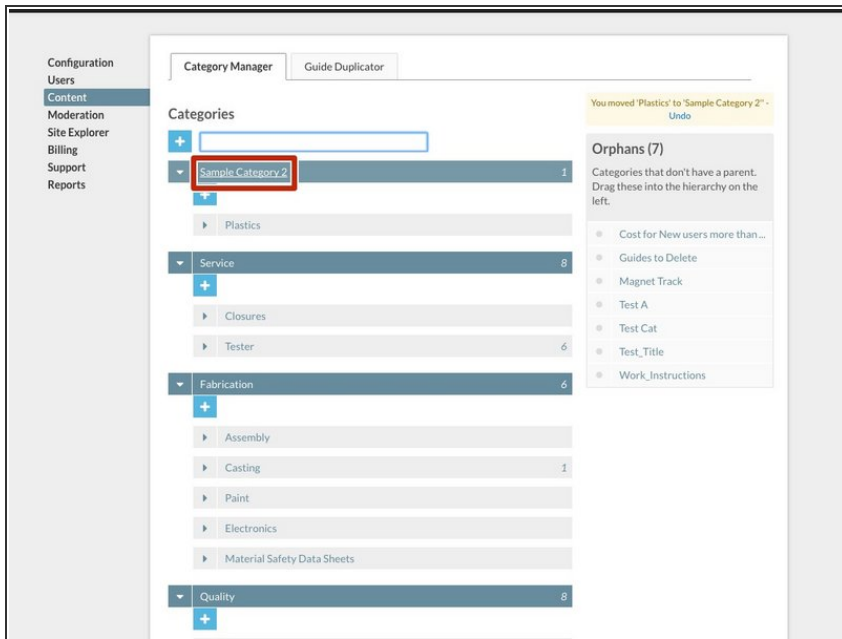 Configuration
Users
Content
Moderation
Site Explorer
Billing
Support
Reports
Category Manager
Guide Duplicator
Categories
Sample Category 2 1
Plastics
Service 8
Closures
Tester 6
Fabrication 6
Assembly
Casting 1
Paint
Electronics
Material Safety Data Sheets
Quality 8
You moved 'Plastics' to 'Sample Category 2" -
Undo
Orphans (7)
Categories that don't have a parent.
Drag these into the hierarchy on the
left.
Cost for New users more than...
Guides to Delete
Magnet Track
Test A
Test Cat
Test_Title
Work_Instructions